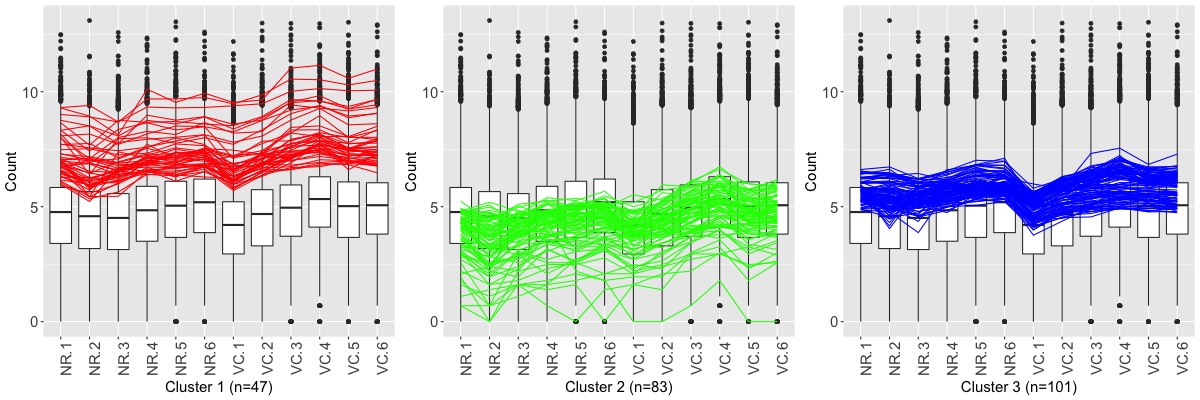 Count
10
5
0
NR.1
NR.2
NR.3
NR.4
NR.5
NR.6
VC.1
VC.2
VC.3
VC.4
VC.5
VC.6
Cluster 1 (n=47)
Count
10
5
0
NR.1
NR.2
NR.3
NR.4
NR.5
NR.6
VC.1
VC.2
VC.3
VC.4
VC.5
VC.6
Cluster 2 (n=83)
Count
10
5
0
NR.1
NR.2
NR.3
NR.4
NR.5
NR.6
VC.1
VC.2
VC.3
VC.4
VC.5
VC.6
Cluster 3 (n=101)